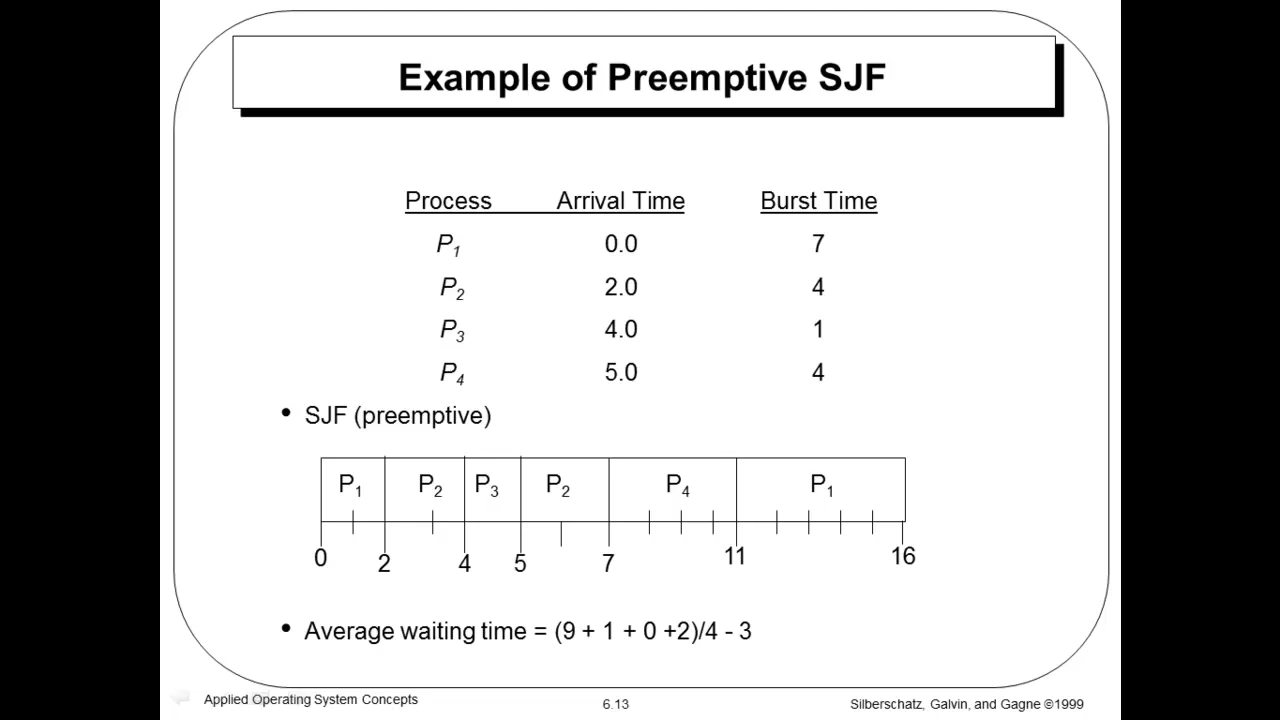 Example of Preemptive SJF
Process Arrival Time Burst Time
P1 0.0 7
P2 2.0 4
P3 4.0 1
P4 5.0 4
• SJF (preemptive)
P1 P2 P3 P2 P4 P1
0 2 4 5 7 11 16
• Average waiting time = (9 + 1 + 0 +2)/4 - 3
Applied Operating System Concepts 6.13 Silberschatz, Galvin, and Gagne ©1999